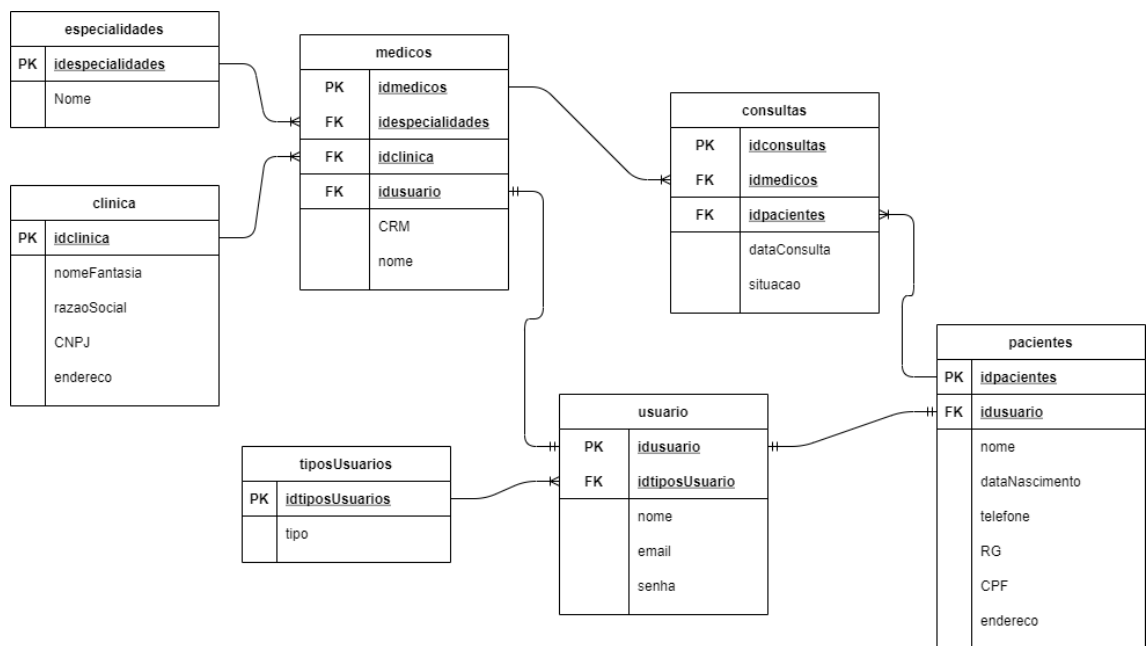 especialidades
PK idespecialidades
Nome
medicos
PK idmedicos
FK idespecialidades
FK idclinica
FK idusuario
CRM
nome
consultas
PK idconsultas
FK idmedicos
FK idpacientes
dataConsulta
situacao
clinica
PK idclinica
nomeFantasia
razaoSocial
CNPJ
endereco
pacientes
PK idpacientes
FK idusuario
nome
dataNascimento
telefone
RG
CPF
endereco
usuario
PK idusuario
FK idtiposUsuario
nome
email
senha
tiposUsuarios
PK idtiposUsuarios
tipo